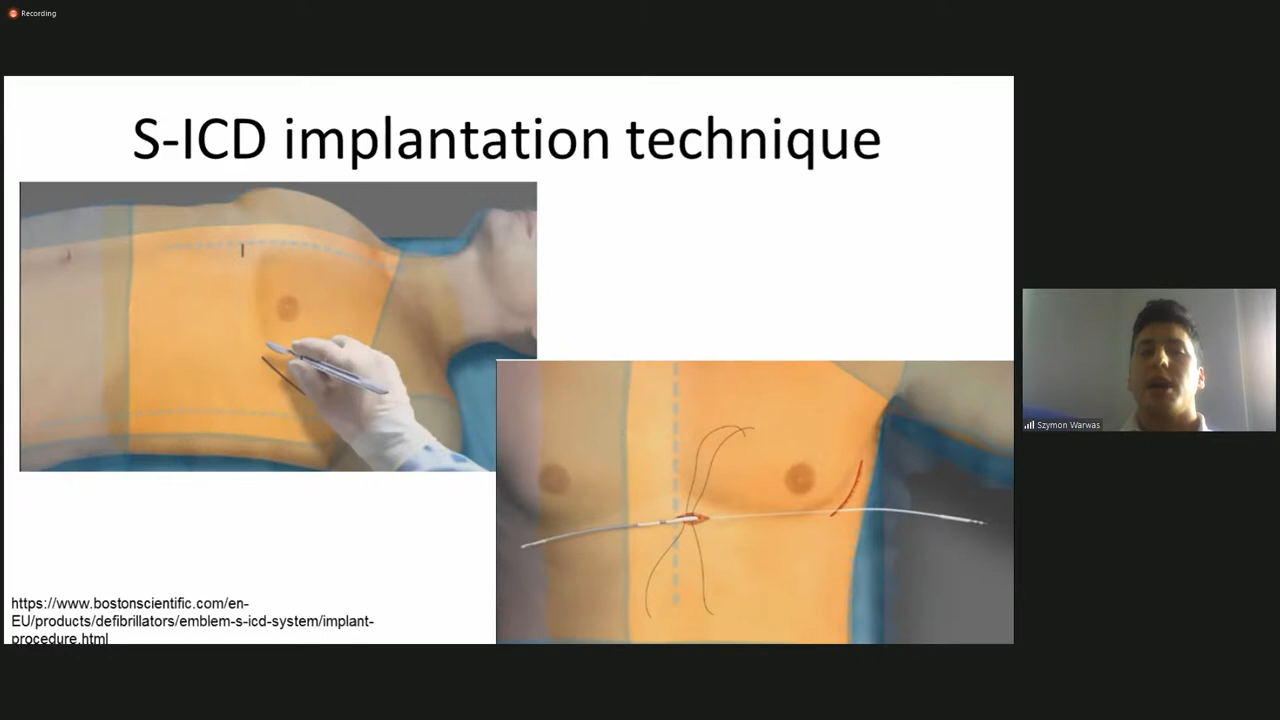 Recording
S-ICD implantation technique
https://www.bostonscientific.com/en-
EU/products/defibrillators/emblem-s-icd-system/implant-
procedure.html
Szymon Warwas